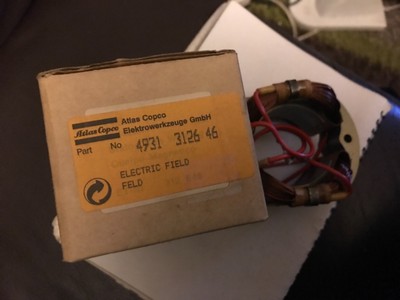 Atlas Copco
Elektrowerkzeuge GmbH
Atlas Copco
Part No 4931 3126 46
ELECTRIC FIELD
FELD